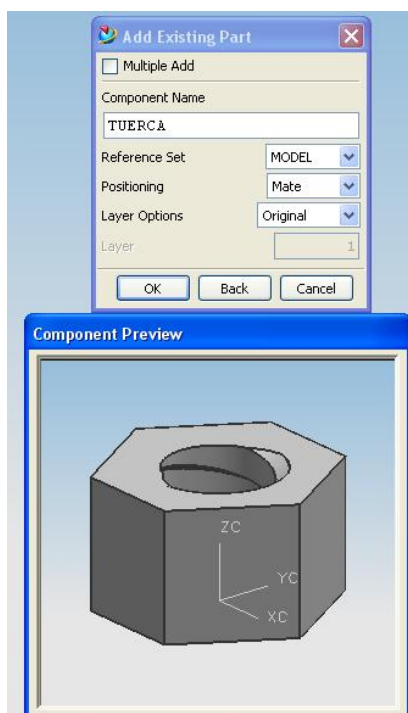 Add Existing Part
Multiple Add
Component Name
TUERCA
Reference Set MODEL
Positioning Mate
Layer Options Original
Layer 1
OK Back Cancel
Component Preview
ZC
YC
XC